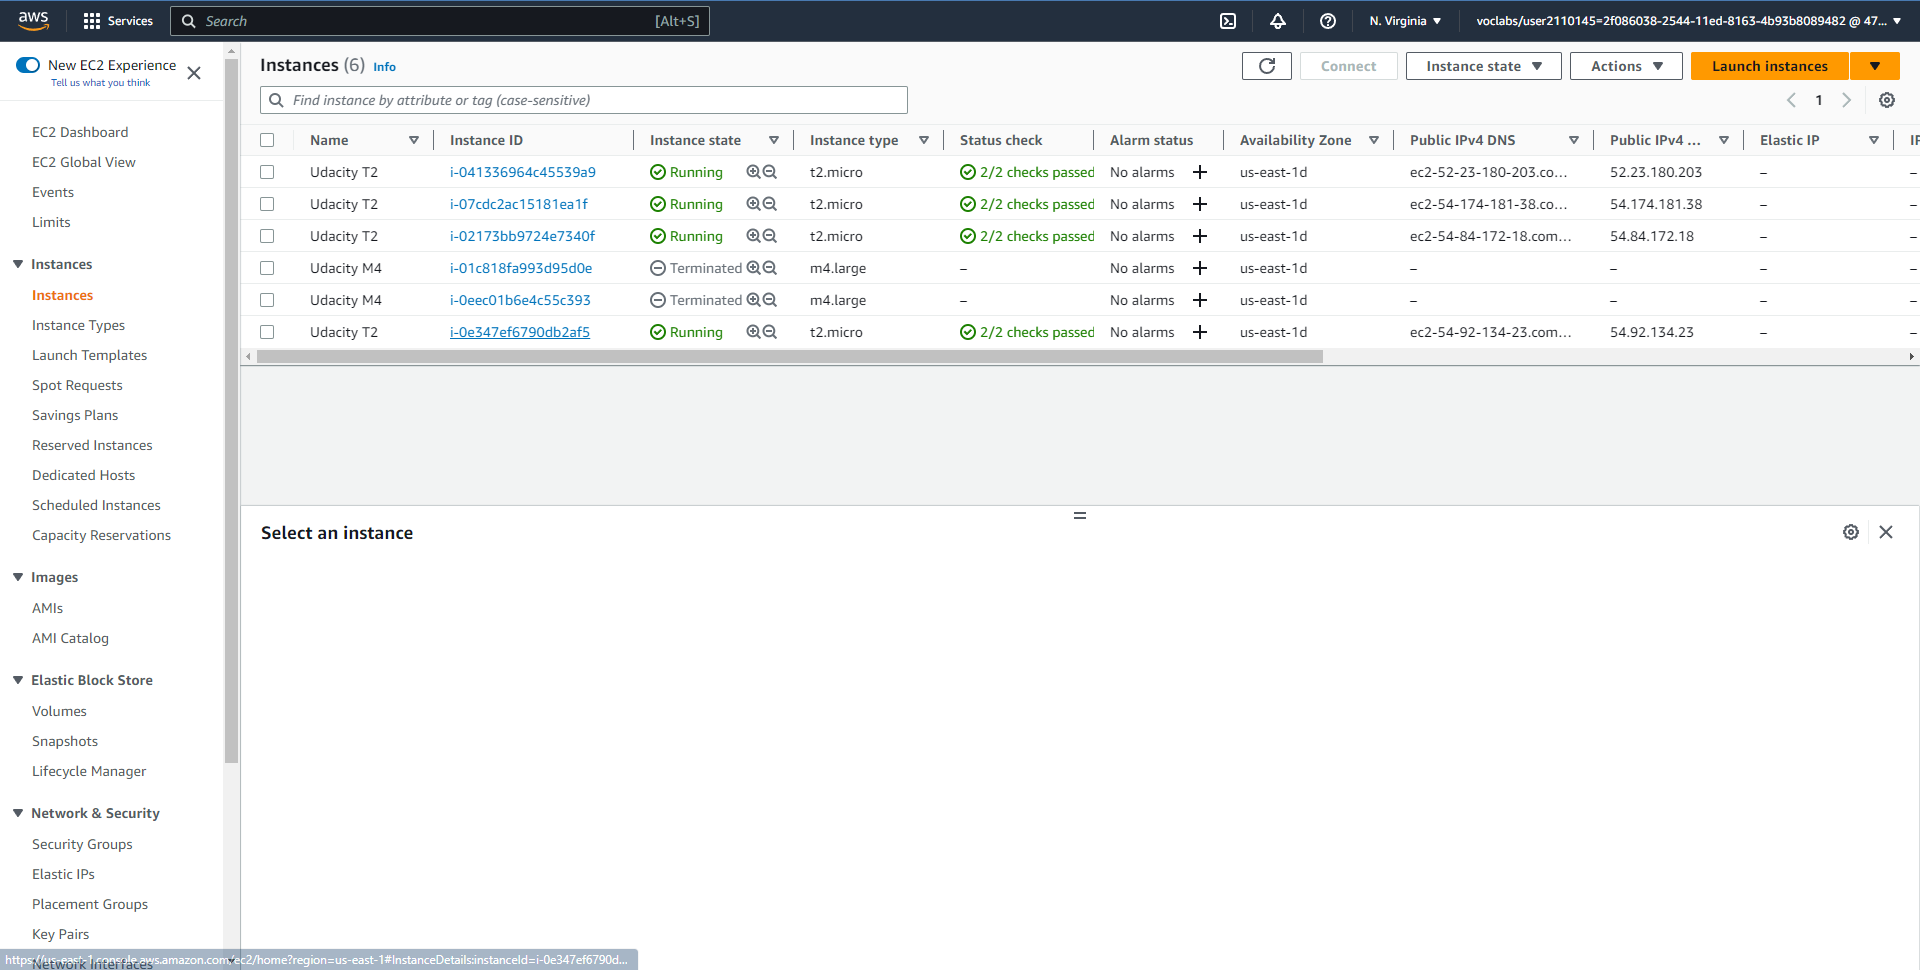 aws Services Search [Alt+S] N. Virginia voclabs/user2110145=2f086038-2544-11ed-8163-4b93b8089482 @ 47...
New EC2 Experience
Tell us what you think
EC2 Dashboard
EC2 Global View
Events
Limits
Instances
Instances
Instance Types
Launch Templates
Spot Requests
Savings Plans
Reserved Instances
Dedicated Hosts
Scheduled Instances
Capacity Reservations
Images
AMIs
AMI Catalog
Elastic Block Store
Volumes
Snapshots
Lifecycle Manager
Network & Security
Security Groups
Elastic IPs
Placement Groups
Key Pairs
Network Interfaces
Instances (6) Info Connect Instance state Actions Launch instances
Find instance by attribute or tag (case-sensitive) 1
Name Instance ID Instance state Instance type Status check Alarm status Availability Zone Public IPv4 DNS Public IPv4 ... Elastic IP IP
Udacity T2 i-041336964c45539a9 Running t2.micro 2/2 checks passed No alarms + us-east-1d ec2-52-23-180-203.co... 52.23.180.203 – –
Udacity T2 i-07cdc2ac15181ea1f Running t2.micro 2/2 checks passed No alarms + us-east-1d ec2-54-174-181-38.co... 54.174.181.38 – –
Udacity T2 i-02173bb9724e7340f Running t2.micro 2/2 checks passed No alarms + us-east-1d ec2-54-84-172-18.com... 54.84.172.18 – –
Udacity M4 i-01c818fa993d95d0e Terminated m4.large – No alarms + us-east-1d – – – –
Udacity M4 i-0eec01b6e4c55c393 Terminated m4.large – No alarms + us-east-1d – – – –
Udacity T2 i-0e347ef6790db2af5 Running t2.micro 2/2 checks passed No alarms + us-east-1d ec2-54-92-134-23.com... 54.92.134.23 – –
Select an instance
https://us-east-1.console.aws.amazon.com/ec2/home?region=us-east-1#InstanceDetails:instanceId=i-0e347ef6790d...